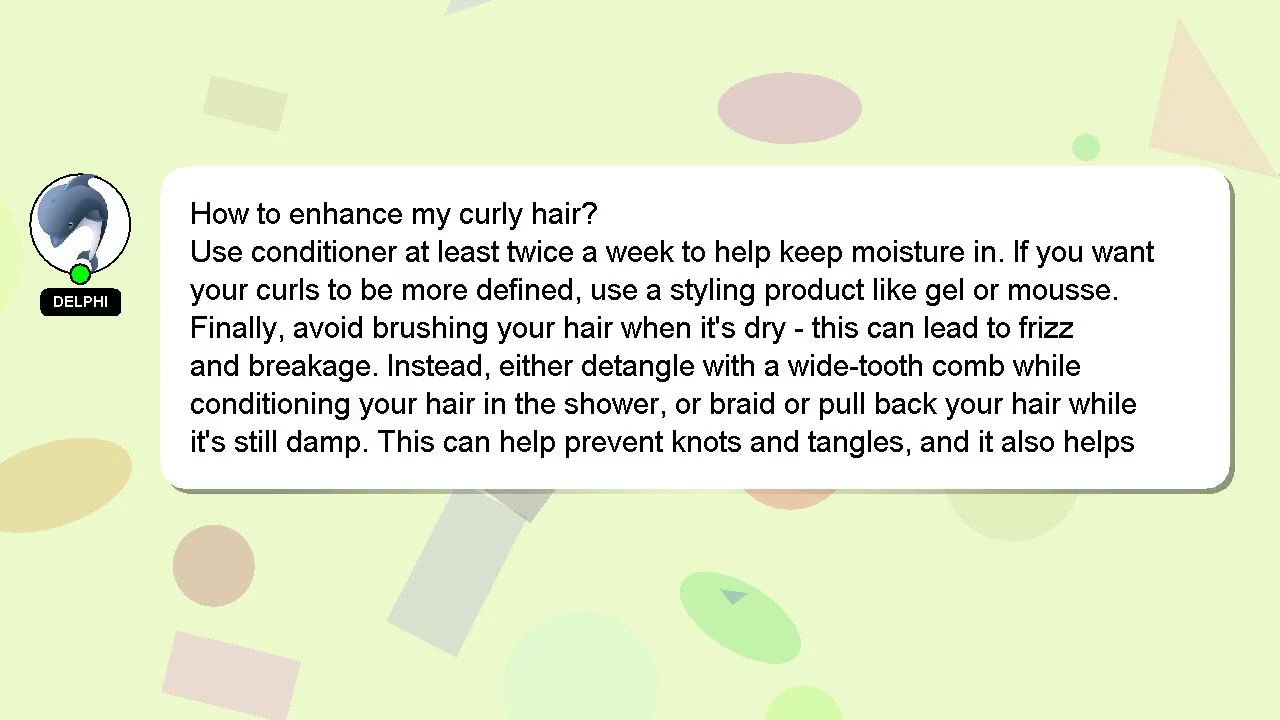 How to enhance my curly hair?
Use conditioner at least twice a week to help keep moisture in. If you want
your curls to be more defined, use a styling product like gel or mousse.
Finally, avoid brushing your hair when it's dry - this can lead to frizz
and breakage. Instead, either detangle with a wide-tooth comb while
conditioning your hair in the shower, or braid or pull back your hair while
it's still damp. This can help prevent knots and tangles, and it also helps
DELPHI